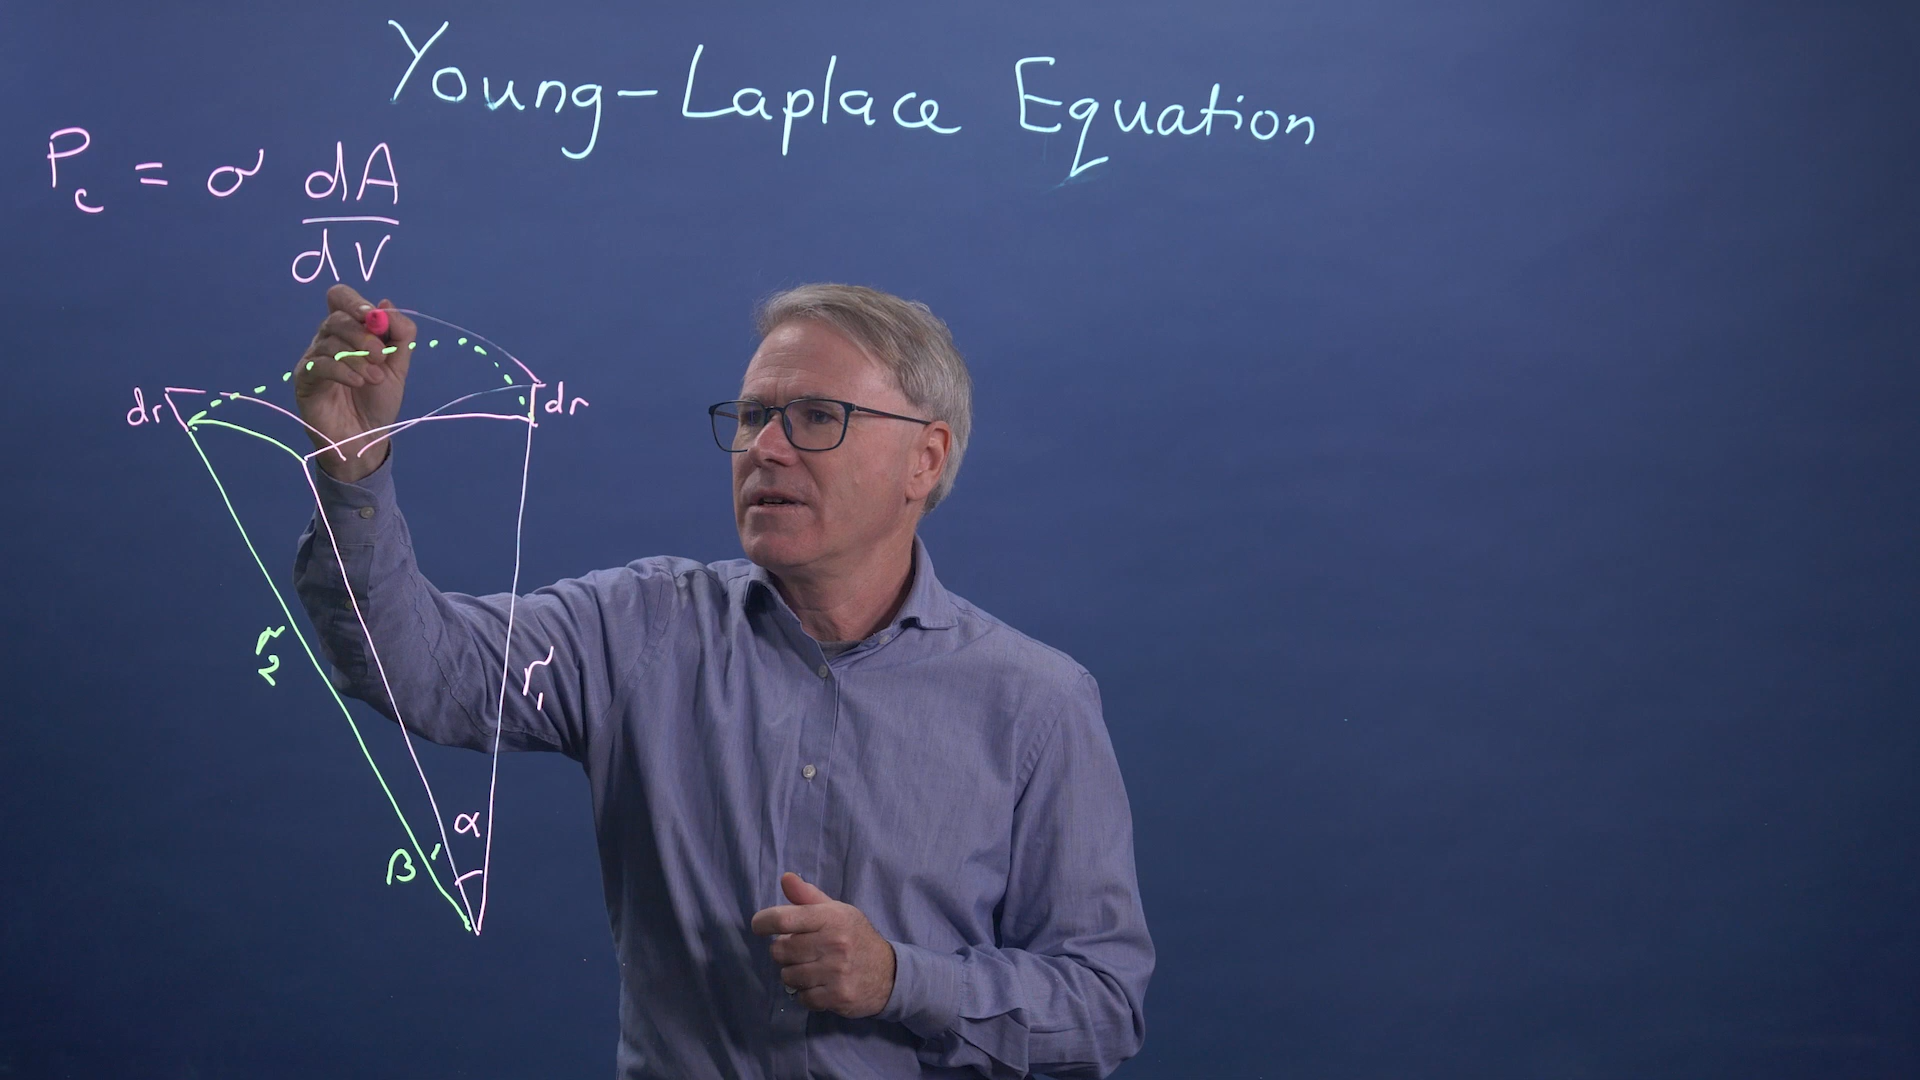 Young-Laplace Equation
P_c = σ dA
dV
dr
dr
r_2
r_1
α
β